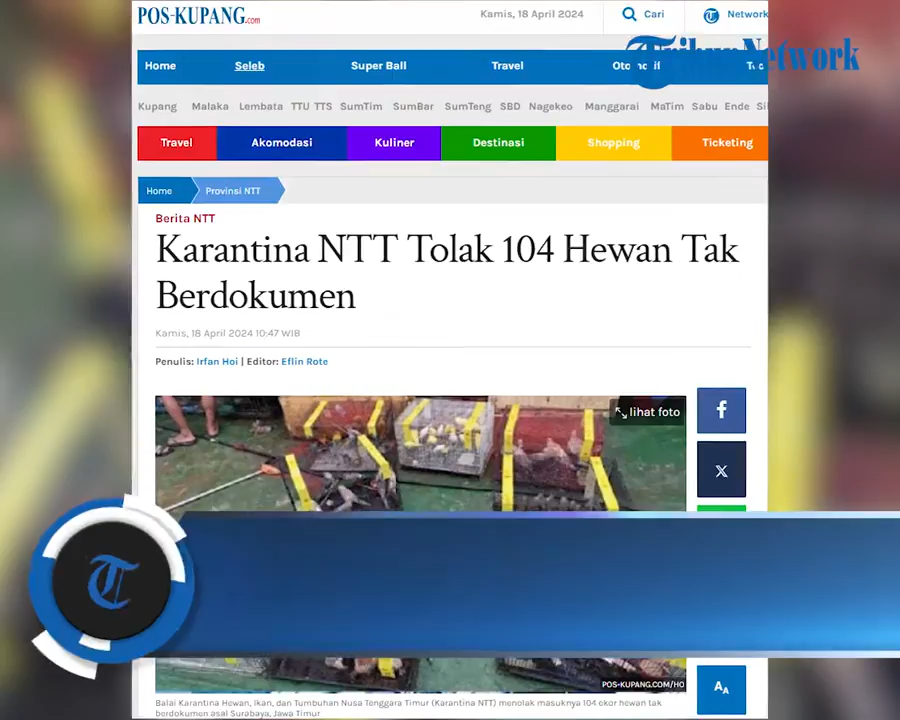 POS-KUPANG.com
Kamis, 18 April 2024
Cari
Network
Tribun Network
Home
Seleb
Super Ball
Travel
Kupang Malaka Lembata TTU TTS SumTim SumBar SumTeng SBD Nagekeo Manggarai MaTim Sabu Ende
Travel
Akomodasi
Kuliner
Destinasi
Shopping
Ticketing
Home
Provinsi NTT
Berita NTT
Karantina NTT Tolak 104 Hewan Tak
Berdokumen
Kamis, 18 April 2024 10:47 WIB
Penulis: Irfan Hoi | Editor: Eflin Rote
lihat foto
POS-KUPANG.COM/HO
Balai Karantina Hewan, Ikan, dan Tumbuhan Nusa Tenggara Timur (Karantina NTT) menolak masuknya 104 ekor hewan tak
berdokumen asal Surabaya, Jawa Timur